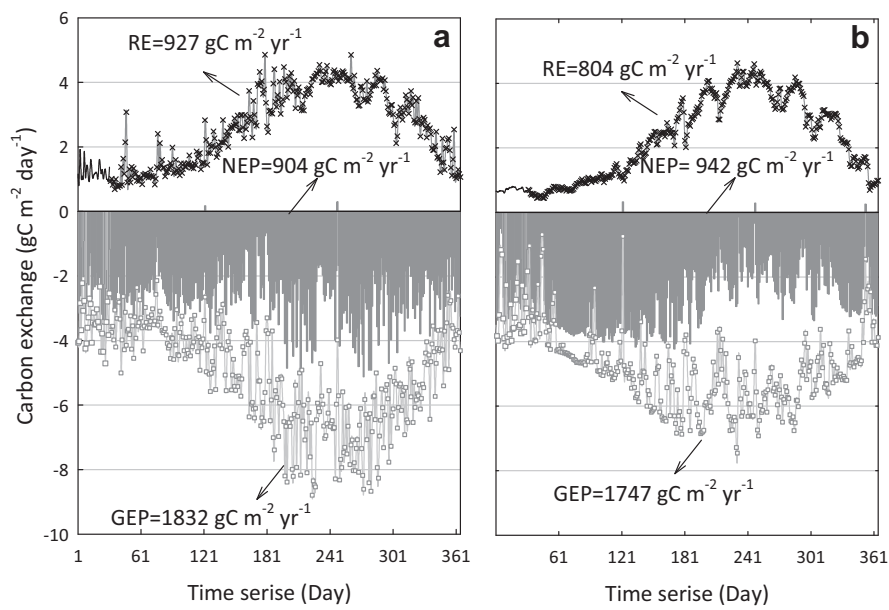 a
b
RE=927 gC m⁻² yr⁻¹
RE=804 gC m⁻² yr⁻¹
NEP=904 gC m⁻² yr⁻¹
NEP= 942 gC m⁻² yr⁻¹
GEP=1832 gC m⁻² yr⁻¹
GEP=1747 gC m⁻² yr⁻¹
Carbon exchange (gC m⁻² day⁻¹)
6
4
2
0
-2
-4
-6
-8
-10
1 61 121 181 241 301 361
61 121 181 241 301 361
Time serise (Day)
Time serise (Day)